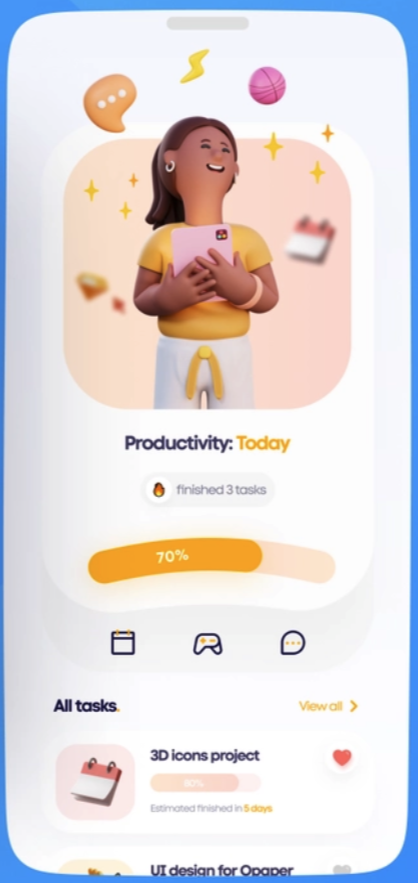 Productivity: Today
finished 3 tasks
70%
All tasks.
View all
3D icons project
80%
Estimated finished in 5 days
UI design for Opaper